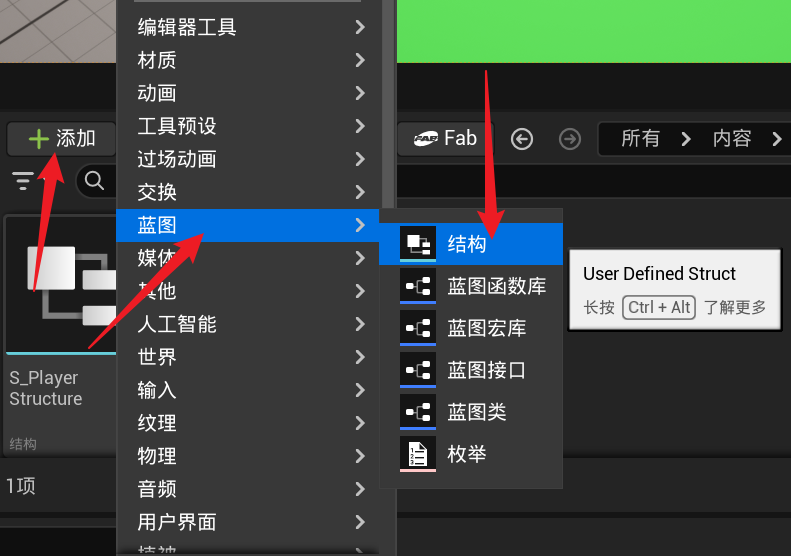 编辑器工具
材质
动画
工具预设
过场动画
交换
蓝图
媒体
其他
人工智能
世界
输入
纹理
物理
音频
用户界面
添加
FAB Fab
所有
内容
结构
蓝图函数库
蓝图宏库
蓝图接口
蓝图类
枚举
User Defined Struct
长按 Ctrl + Alt 了解更多
S_Player
Structure
结构
1项